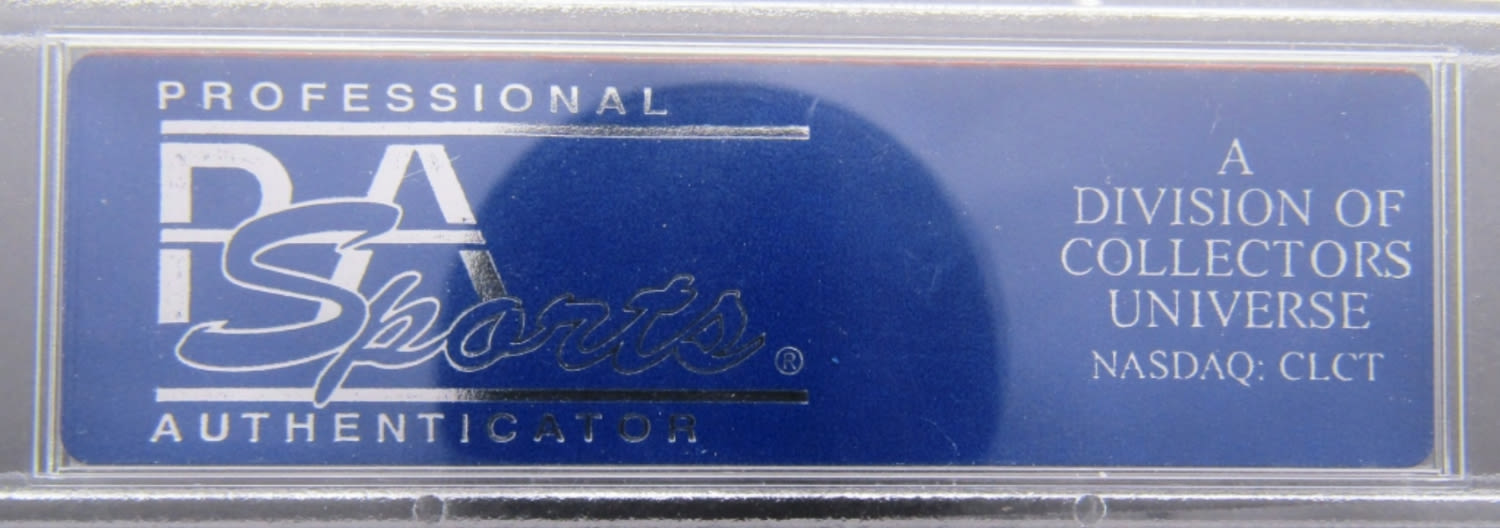 PROFESSIONAL
PSA
Sports ®
AUTHENTICATOR
A
DIVISION OF
COLLECTORS
UNIVERSE
NASDAQ: CLCT